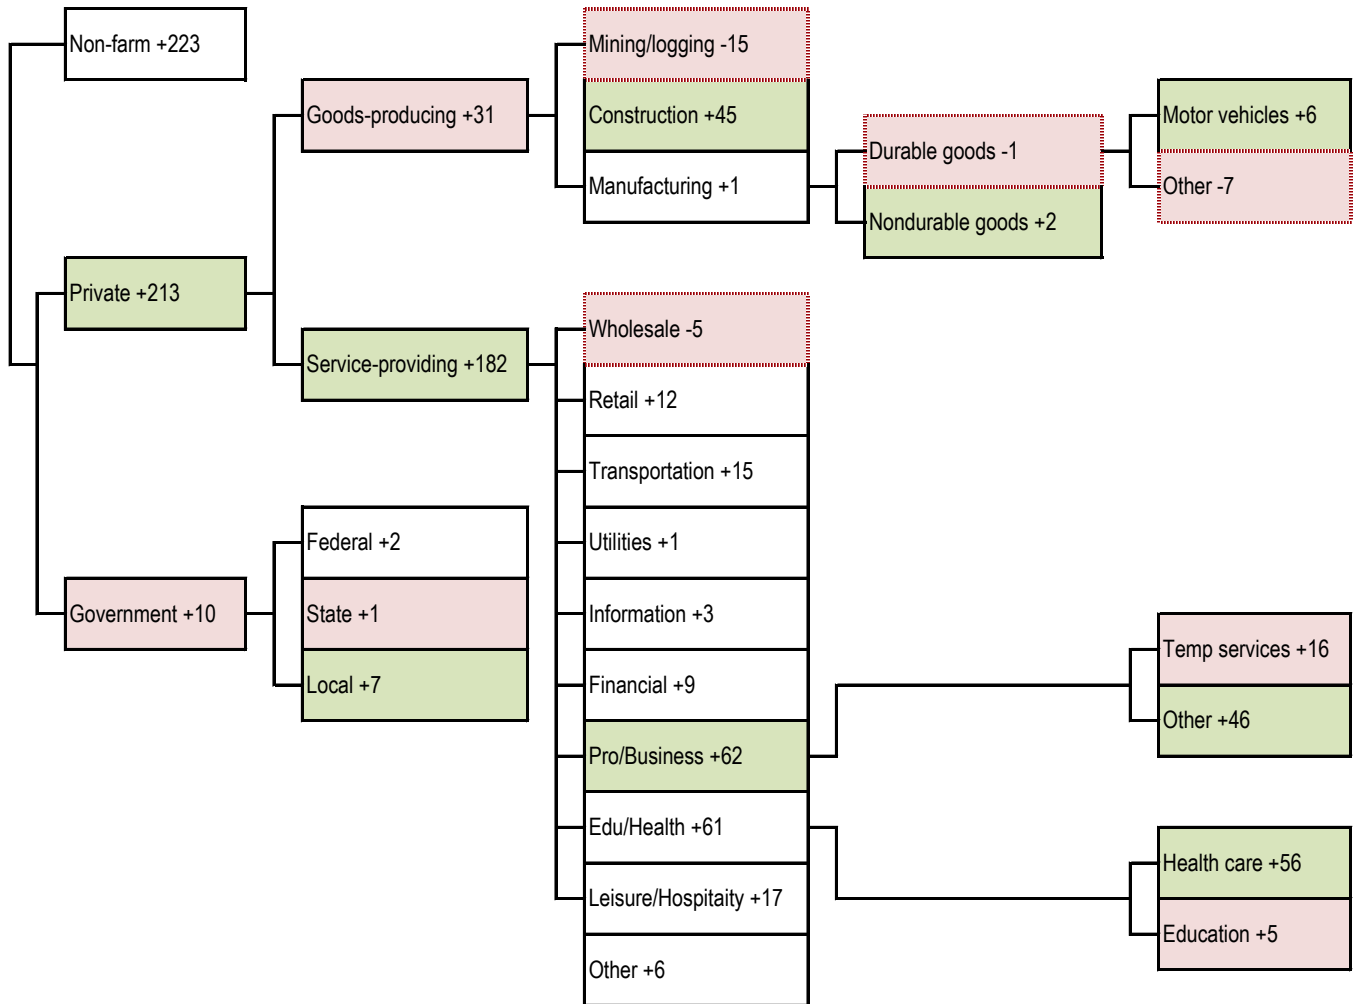 Non-farm +223
Mining/logging -15
Goods-producing +31
Construction +45
Motor vehicles +6
Durable goods -1
Manufacturing +1
Other -7
Nondurable goods +2
Private +213
Wholesale -5
Service-providing +182
Retail +12
Transportation +15
Federal +2
Utilities +1
Government +10
State +1
Information +3
Temp services +16
Local +7
Financial +9
Other +46
Pro/Business +62
Edu/Health +61
Health care +56
Leisure/Hospitaity +17
Education +5
Other +6